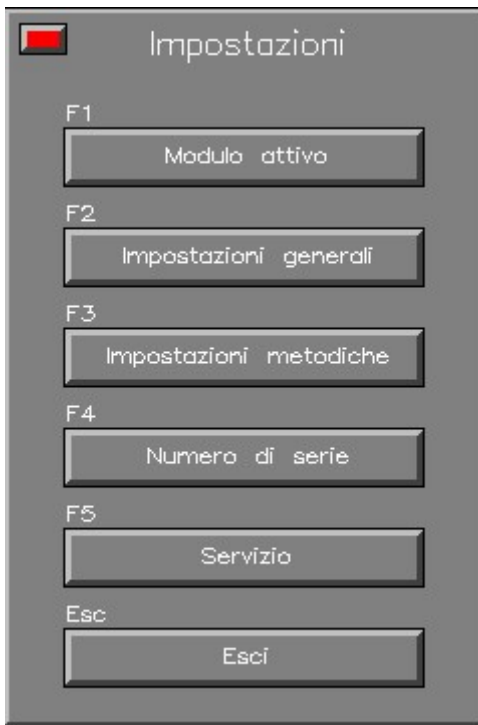 Impostazioni
F1
Modulo attivo
F2
Impostazioni generali
F3
Impostazioni metodiche
F4
Numero di serie
F5
Servizio
Esc
Esci